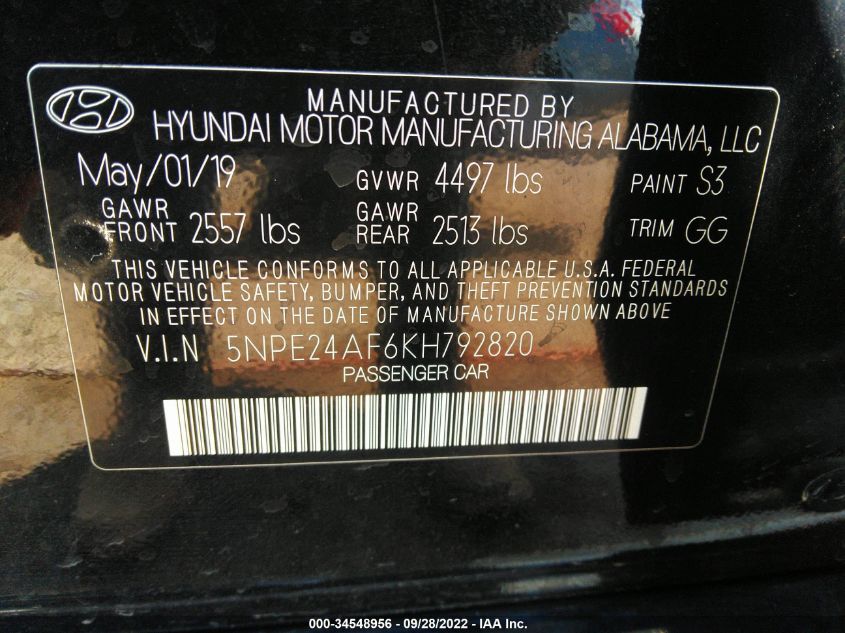 MANUFACTURED BY
HYUNDAI MOTOR MANUFACTURING ALABAMA, LLC
May/01/19 GVWR 4497 lbs PAINT S3
GAWR FRONT 2557 lbs GAWR REAR 2513 lbs TRIM GG
THIS VEHICLE CONFORMS TO ALL APPLICABLE U.S.A. FEDERAL
MOTOR VEHICLE SAFETY, BUMPER, AND THEFT PREVENTION STANDARDS
IN EFFECT ON THE DATE OF MANUFACTURE SHOWN ABOVE
V.I.N 5NPE24AF6KH792820
PASSENGER CAR
000-34548956 - 09/28/2022 - IAA Inc.